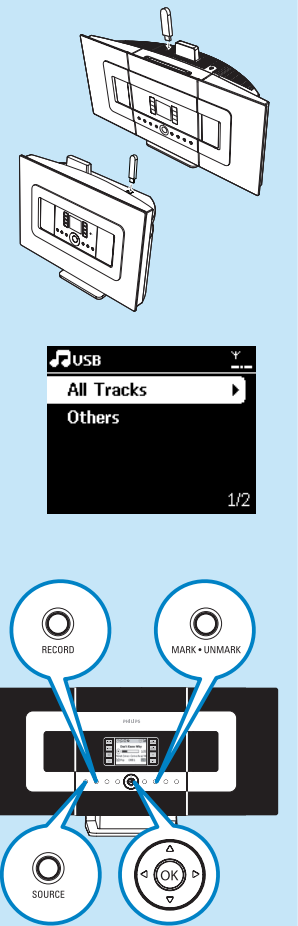 USB
All Tracks
Others
1/2
RECORD
MARK • UNMARK
PHILIPS
SOURCE
OK